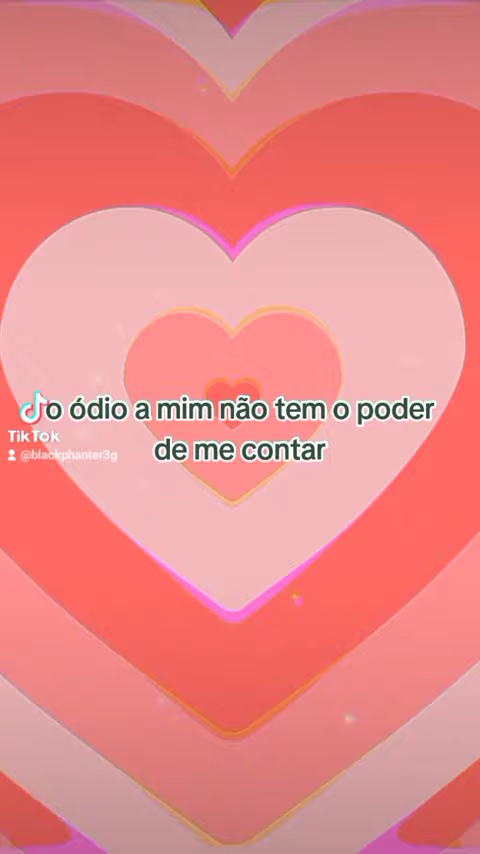 o ódio a mim não tem o poder
de me contar
TikTok
@blackphanter3g